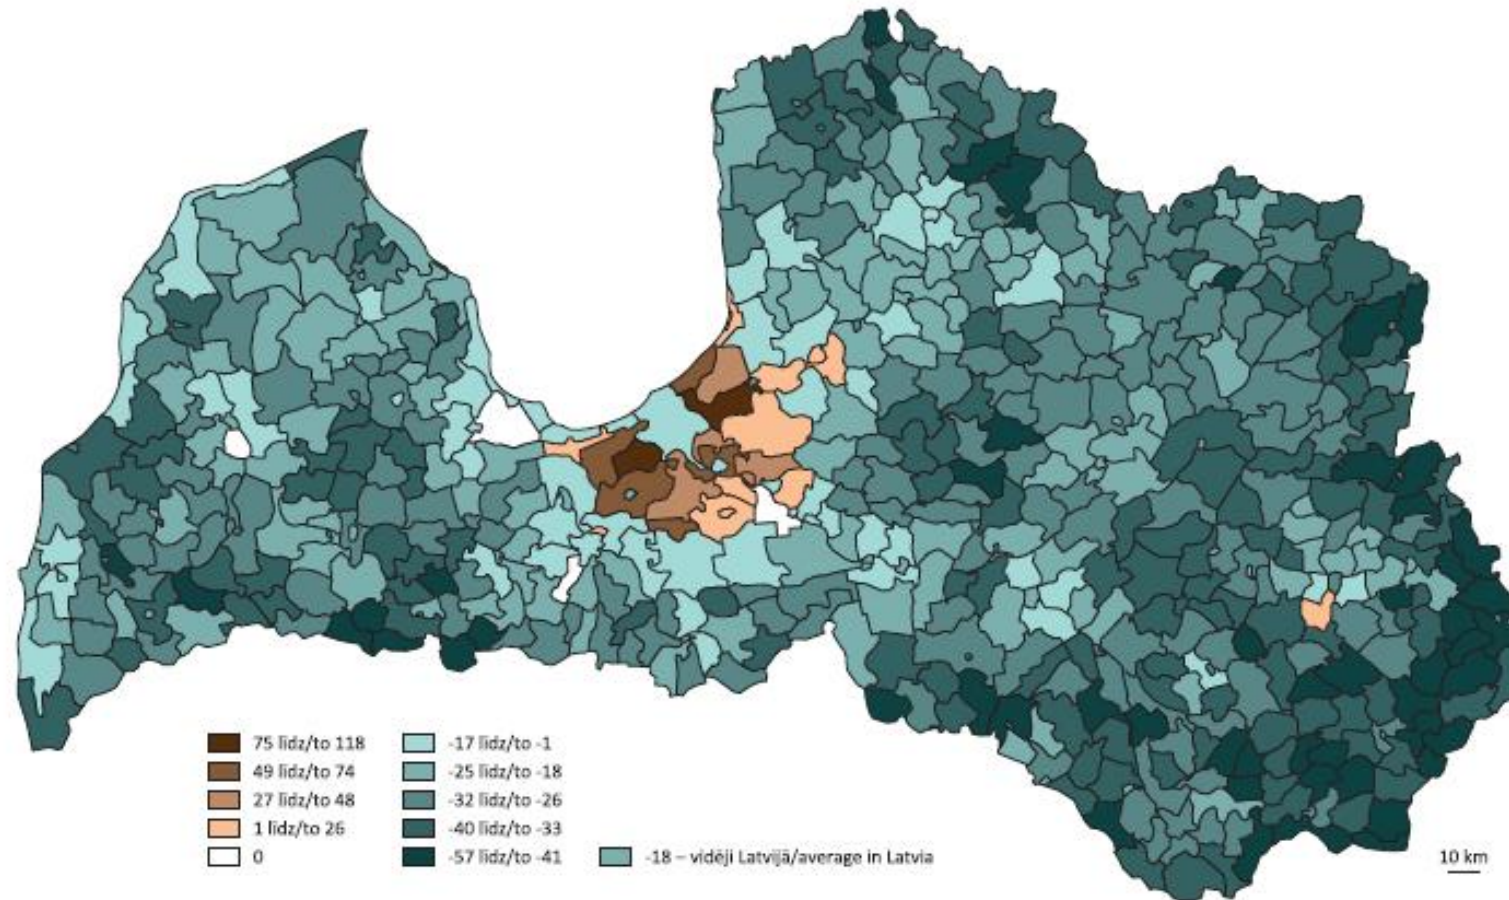 75 līdz/to 118
49 līdz/to 74
27 līdz/to 48
1 līdz/to 26
0
-17 līdz/to -1
-25 līdz/to -18
-32 līdz/to -26
-40 līdz/to -33
-57 līdz/to -41
-18 – vidēji Latvijā/average in Latvia
10 km